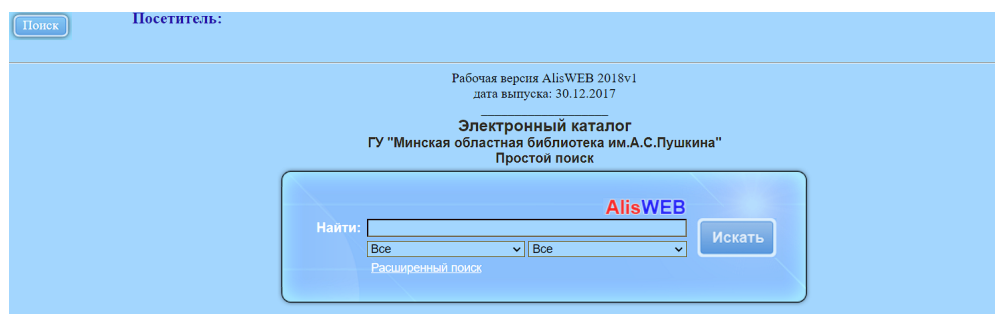 Поиск
Посетитель:
Рабочая версия AlisWEB 2018v1
дата выпуска: 30.12.2017
Электронный каталог
ГУ "Минская областная библиотека им.А.С.Пушкина"
Простой поиск
AlisWEB
Найти:
Искать
Все Все
Расширенный поиск